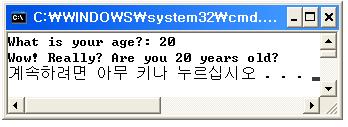 C:₩WINDOWS₩system32₩cmd....
What is your age?: 20
Wow! Really? Are you 20 years old?
계속하려면 아무 키나 누르십시오 . . .